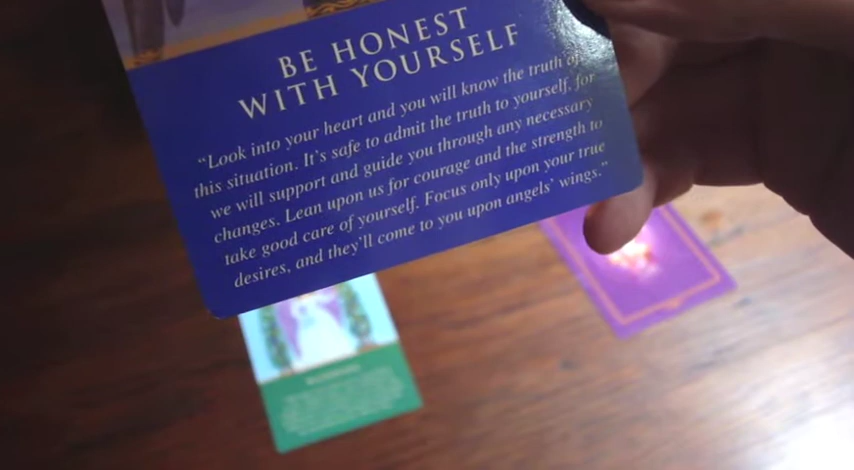 BE HONEST
WITH YOURSELF
“Look into your heart and you will know the truth of
this situation. It’s safe to admit the truth to yourself, for
we will support and guide you through any necessary
changes. Lean upon us for courage and the strength to
take good care of yourself. Focus only upon your true
desires, and they’ll come to you upon angels’ wings.”